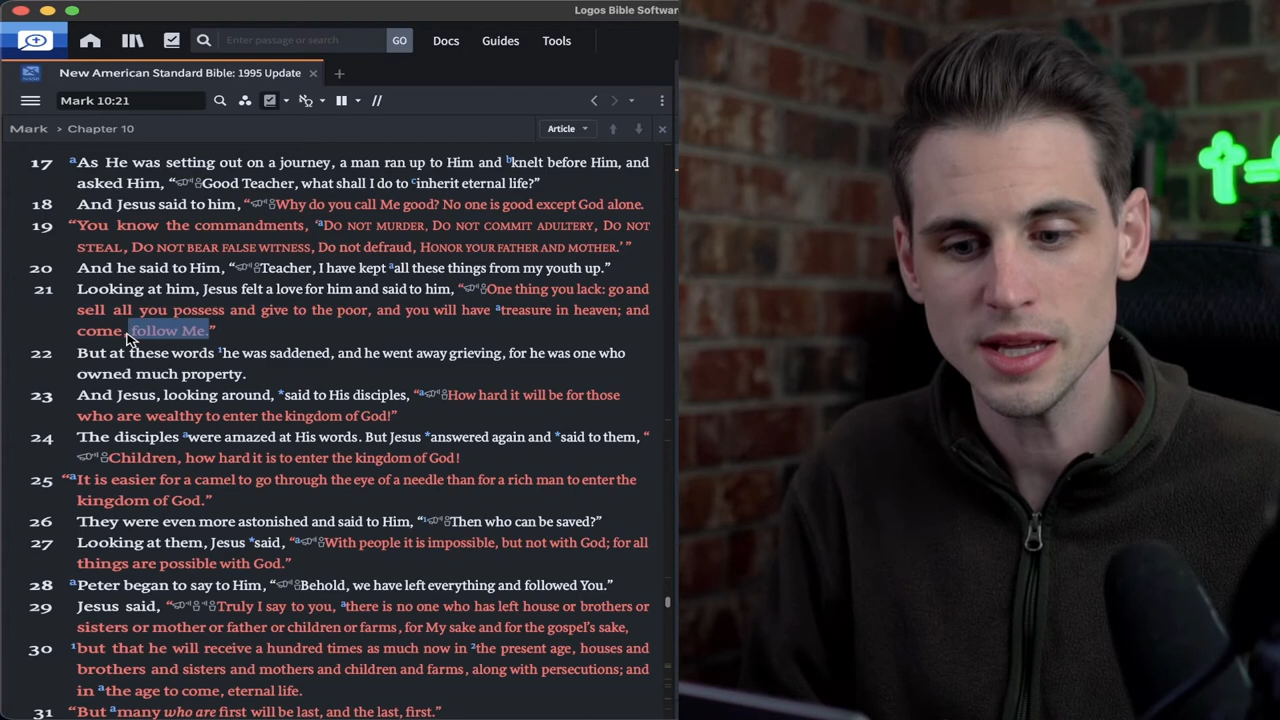 Logos Bible Softwar
Enter passage or search GO Docs Guides Tools
New American Standard Bible: 1995 Update
Mark 10:21
Mark > Chapter 10 Article
17 aAs He was setting out on a journey, a man ran up to Him and bknelt before Him, and
asked Him, “Good Teacher, what shall I do to cinherit eternal life?”
18 And Jesus said to him, “Why do you call Me good? No one is good except God alone.
19 “You know the commandments, ‘aDO NOT MURDER, DO NOT COMMIT ADULTERY, DO NOT
STEAL, DO NOT BEAR FALSE WITNESS, Do not defraud, HONOR YOUR FATHER AND MOTHER.’ ”
20 And he said to Him, “Teacher, I have kept aall these things from my youth up.”
21 Looking at him, Jesus felt a love for him and said to him, “One thing you lack: go and
sell all you possess and give to the poor, and you will have atreasure in heaven; and
come, follow Me.”
22 But at these words 1he was saddened, and he went away grieving, for he was one who
owned much property.
23 And Jesus, looking around, *said to His disciples, “aHow hard it will be for those
who are wealthy to enter the kingdom of God!”
24 The disciples awere amazed at His words. But Jesus *answered again and *said to them, “
Children, how hard it is to enter the kingdom of God!
25 “aIt is easier for a camel to go through the eye of a needle than for a rich man to enter the
kingdom of God.”
26 They were even more astonished and said to Him, “1Then who can be saved?”
27 Looking at them, Jesus *said, “aWith people it is impossible, but not with God; for all
things are possible with God.”
28 aPeter began to say to Him, “Behold, we have left everything and followed You.”
29 Jesus said, “Truly I say to you, athere is no one who has left house or brothers or
sisters or mother or father or children or farms, for My sake and for the gospel’s sake,
30 1but that he will receive a hundred times as much now in 2the present age, houses and
brothers and sisters and mothers and children and farms, along with persecutions; and
in athe age to come, eternal life.
31 “But amany who are first will be last, and the last, first.”